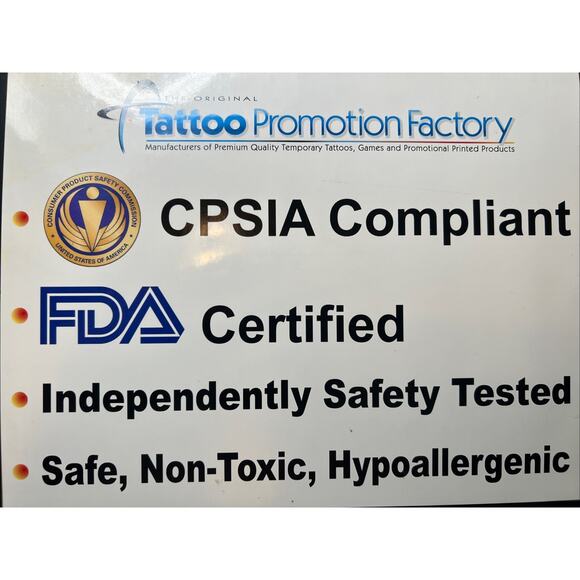 THE ORIGINAL
Tattoo Promotion Factory
Manufacturers of Premium Quality Temporary Tattoos, Games and Promotional Printed Products
CONSUMER PRODUCT SAFETY COMMISSION
UNITED STATES OF AMERICA
• CPSIA Compliant
• FDA Certified
• Independently Safety Tested
• Safe, Non-Toxic, Hypoallergenic